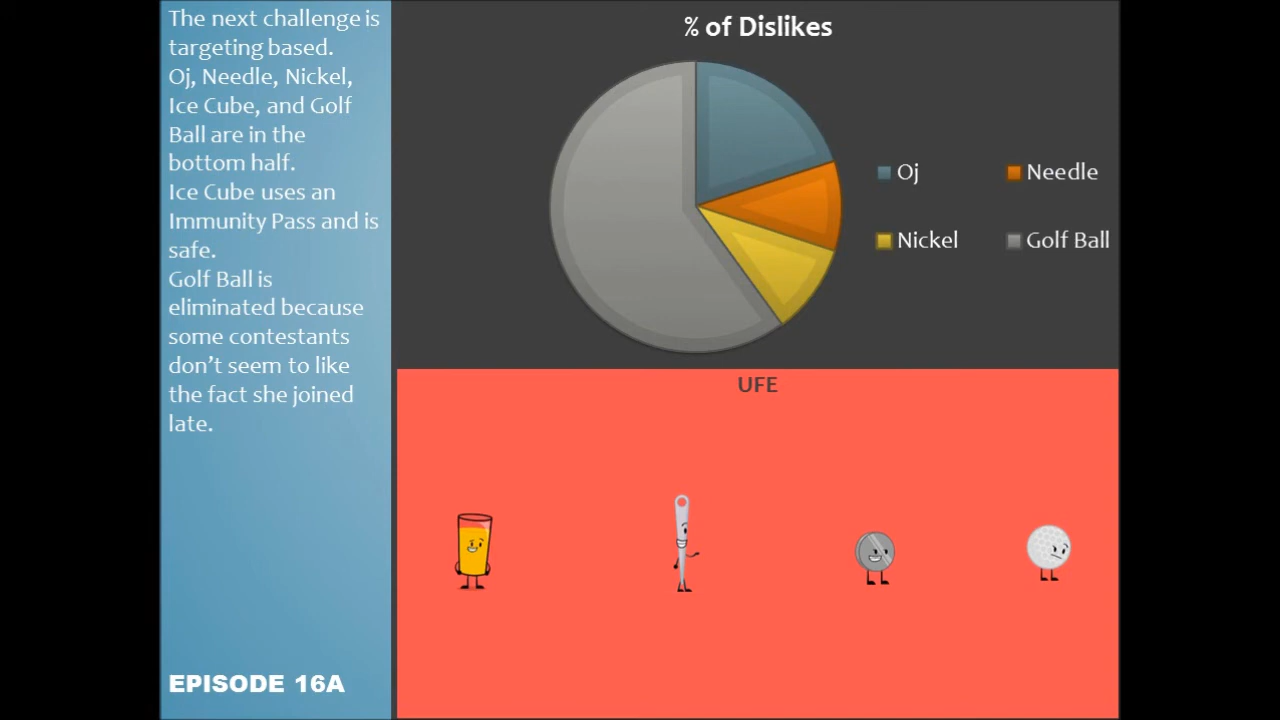 The next challenge is
targeting based.
Oj, Needle, Nickel,
Ice Cube, and Golf
Ball are in the
bottom half.
Ice Cube uses an
Immunity Pass and is
safe.
Golf Ball is
eliminated because
some contestants
don’t seem to like
the fact she joined
late.
EPISODE 16A
% of Dislikes
Oj
Needle
Nickel
Golf Ball
UFE